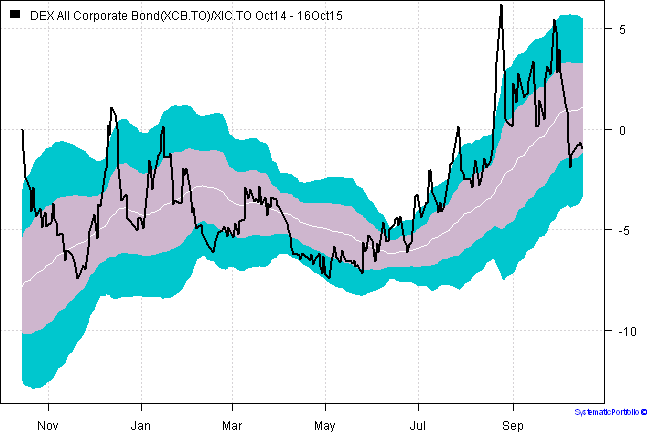 DEX All Corporate Bond(XCB.TO)/XIC.TO Oct14 - 16Oct15
5
0
-5
-10
Nov Jan Mar May Jul Sep
SystematicPortfolio ©